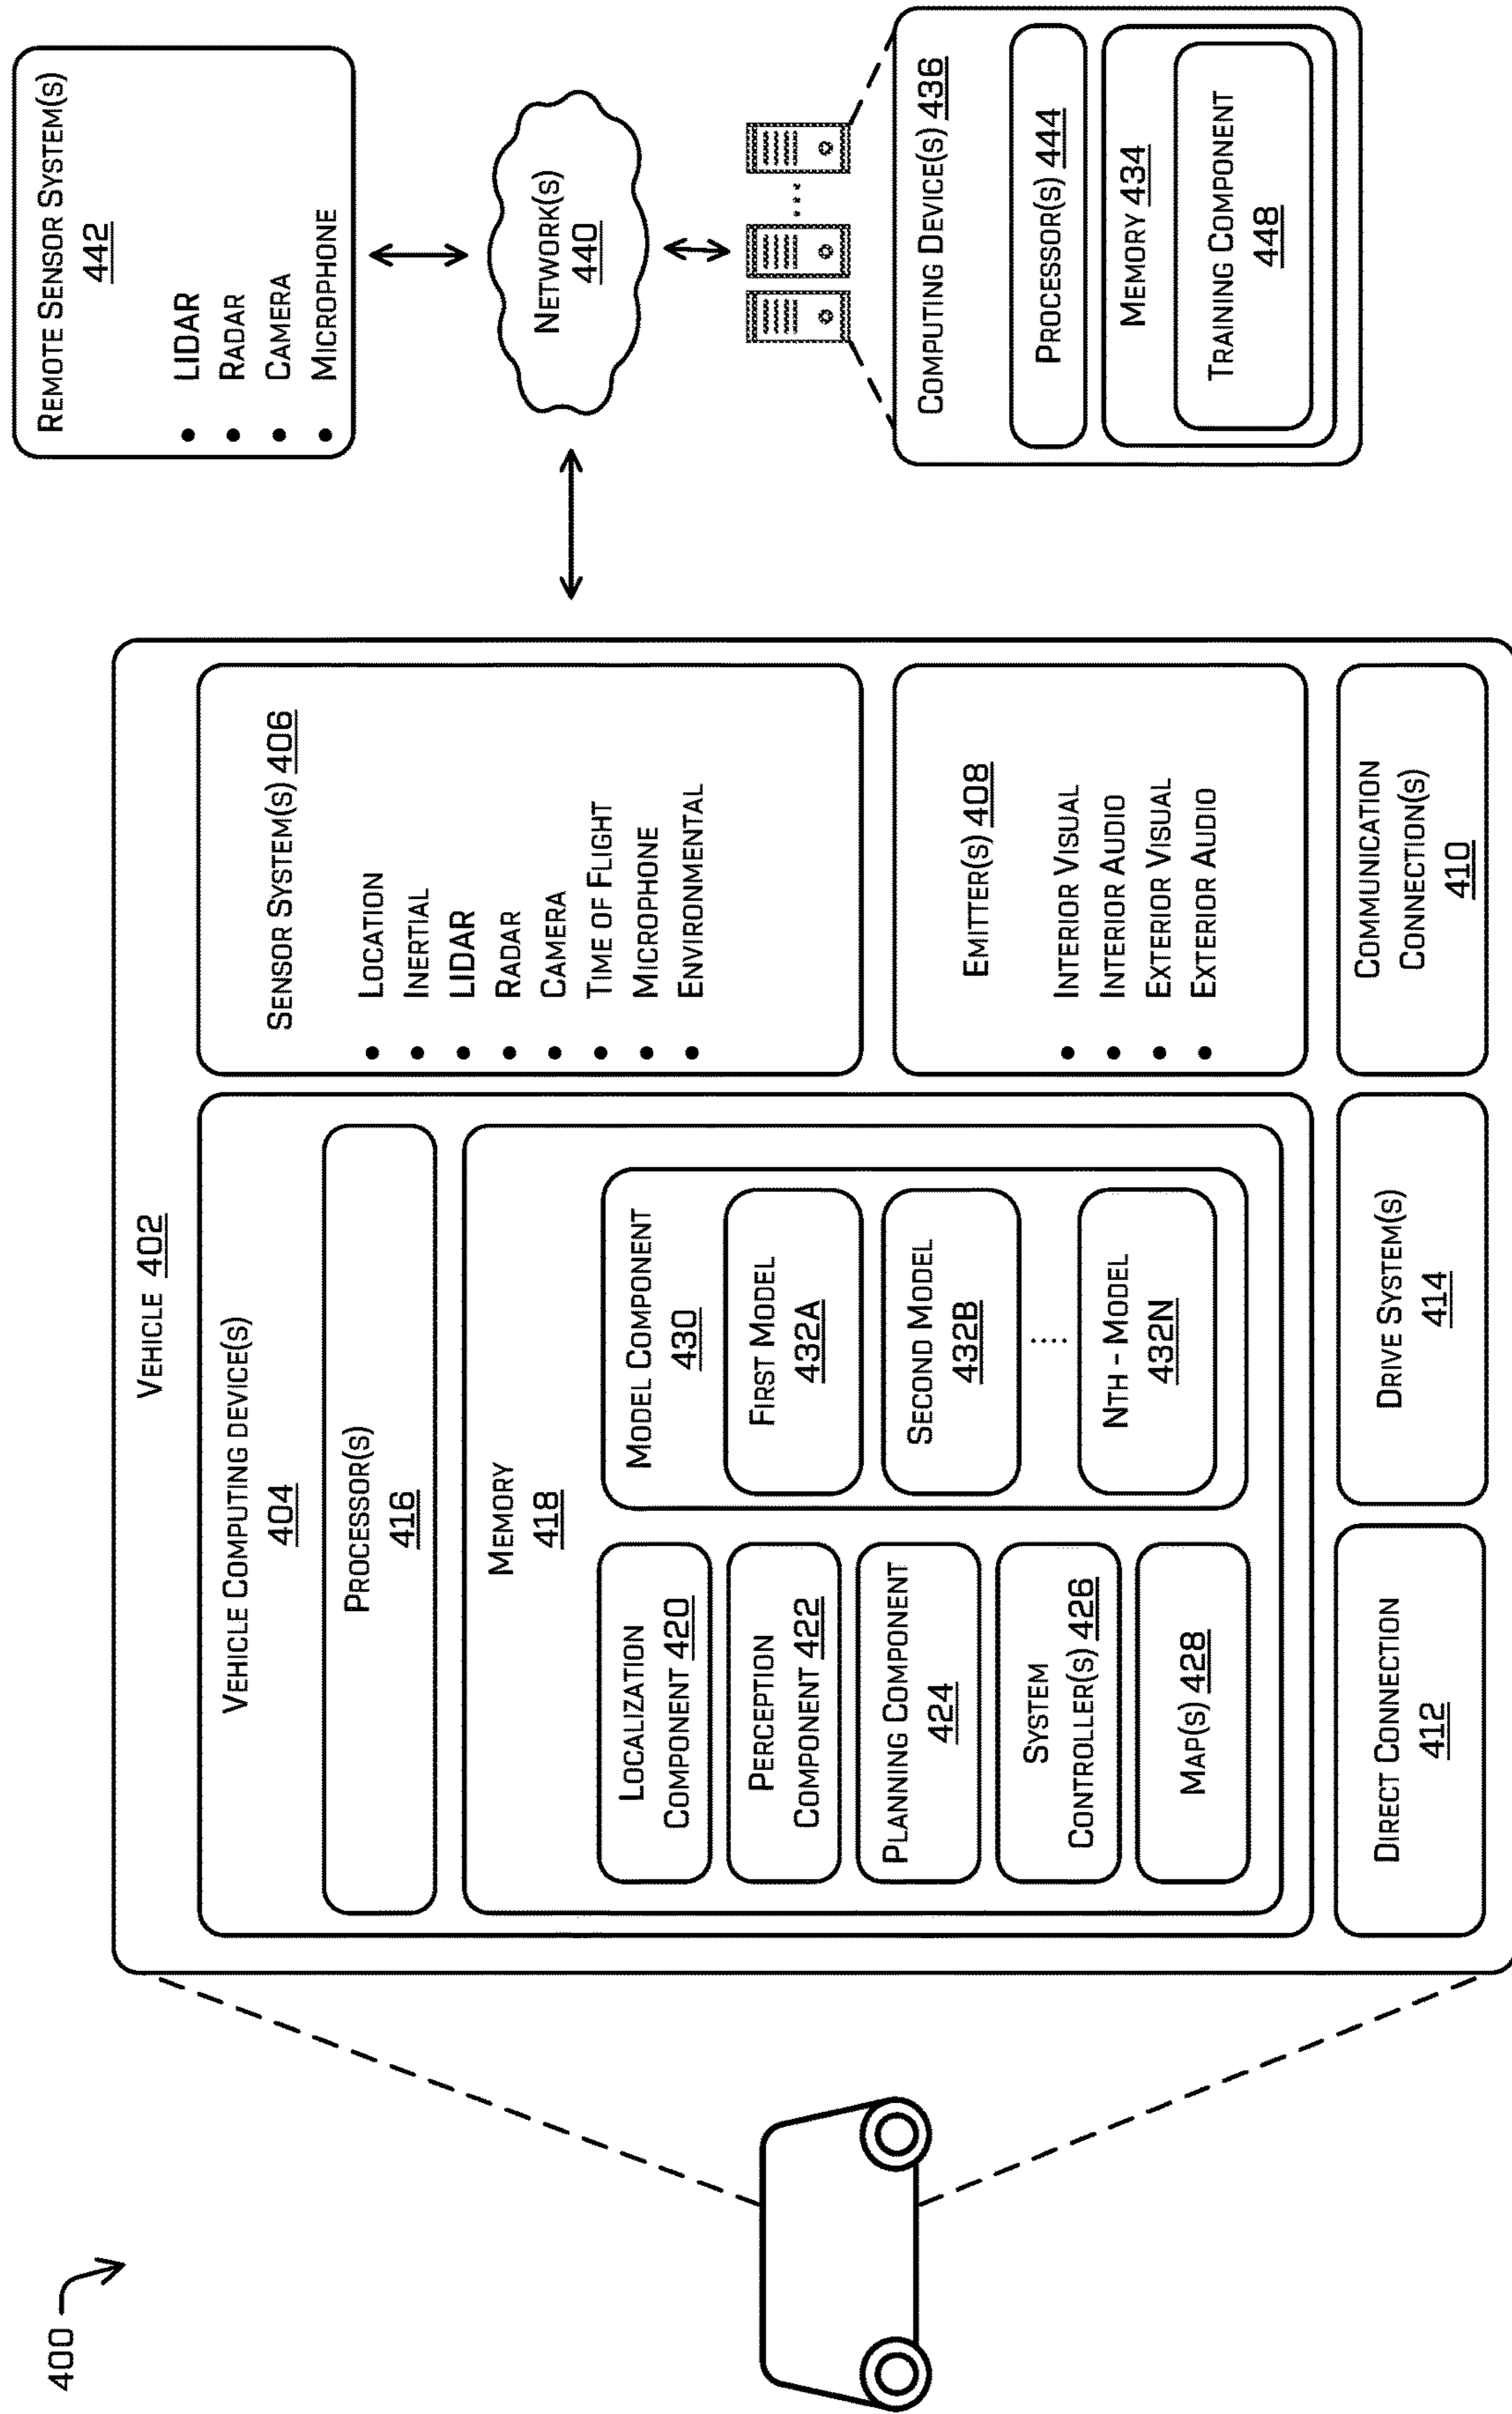 400
VEHICLE 402
VEHICLE COMPUTING DEVICE(S)
404
PROCESSOR(S)
416
MEMORY
418
LOCALIZATION
COMPONENT 420
PERCEPTION
COMPONENT 422
PLANNING COMPONENT
424
SYSTEM
CONTROLLER(S) 426
MAP(S) 428
MODEL COMPONENT
430
FIRST MODEL
432A
SECOND MODEL
432B
NTH - MODEL
432N
SENSOR SYSTEM(S) 406
• LOCATION
• INERTIAL
• LIDAR
• RADAR
• CAMERA
• TIME OF FLIGHT
• MICROPHONE
• ENVIRONMENTAL
EMITTER(S) 408
• INTERIOR VISUAL
• INTERIOR AUDIO
• EXTERIOR VISUAL
• EXTERIOR AUDIO
DIRECT CONNECTION
412
DRIVE SYSTEM(S)
414
COMMUNICATION
CONNECTION(S)
410
REMOTE SENSOR SYSTEM(S)
442
• LIDAR
• RADAR
• CAMERA
• MICROPHONE
NETWORK(S)
440
COMPUTING DEVICE(S) 436
PROCESSOR(S) 444
MEMORY 434
TRAINING COMPONENT
448